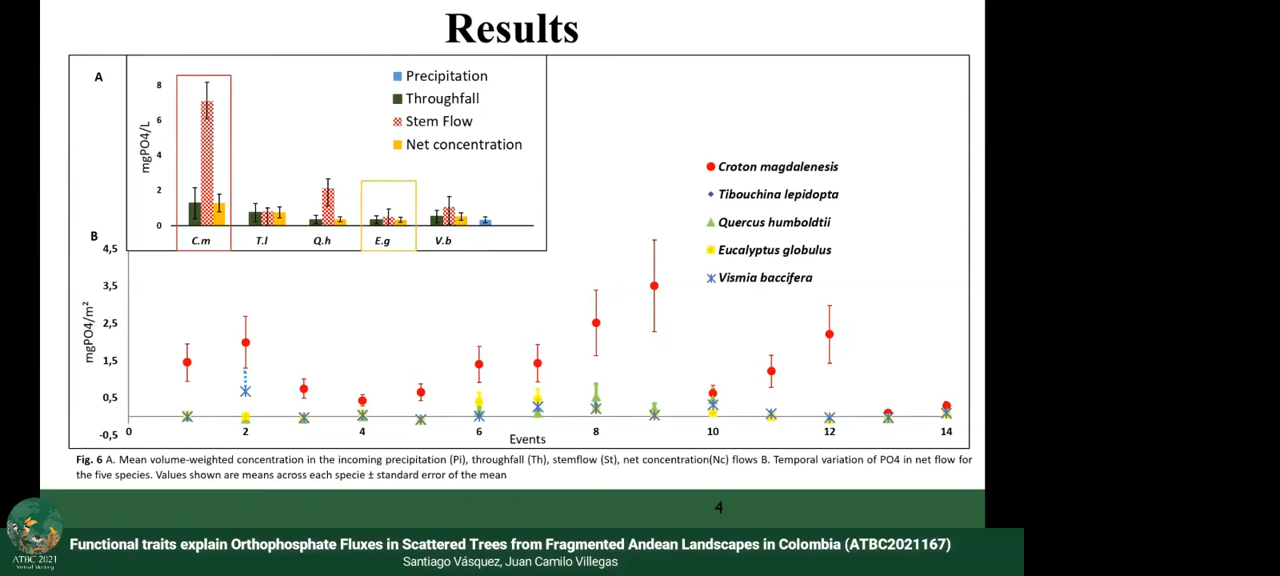 Results
A
8
6
4
2
0
mgPO4/L
Precipitation
Throughfall
Stem Flow
Net concentration
C.m T.l Q.h E.g V.b
B
4,5
3,5
2,5
1,5
0,5
-0,5
mgPO4/m²
Croton magdalenesis
Tibouchina lepidopta
Quercus humboldtii
Eucalyptus globulus
Vismia baccifera
0 2 4 6 8 10 12 14
Events
Fig. 6 A. Mean volume-weighted concentration in the incoming precipitation (Pi), throughfall (Th), stemflow (St), net concentration(Nc) flows B. Temporal variation of PO4 in net flow for
the five species. Values shown are means across each specie ± standard error of the mean
4
ATBC 2021
Virtual Meeting
Functional traits explain Orthophosphate Fluxes in Scattered Trees from Fragmented Andean Landscapes in Colombia (ATBC2021167)
Santiago Vásquez, Juan Camilo Villegas